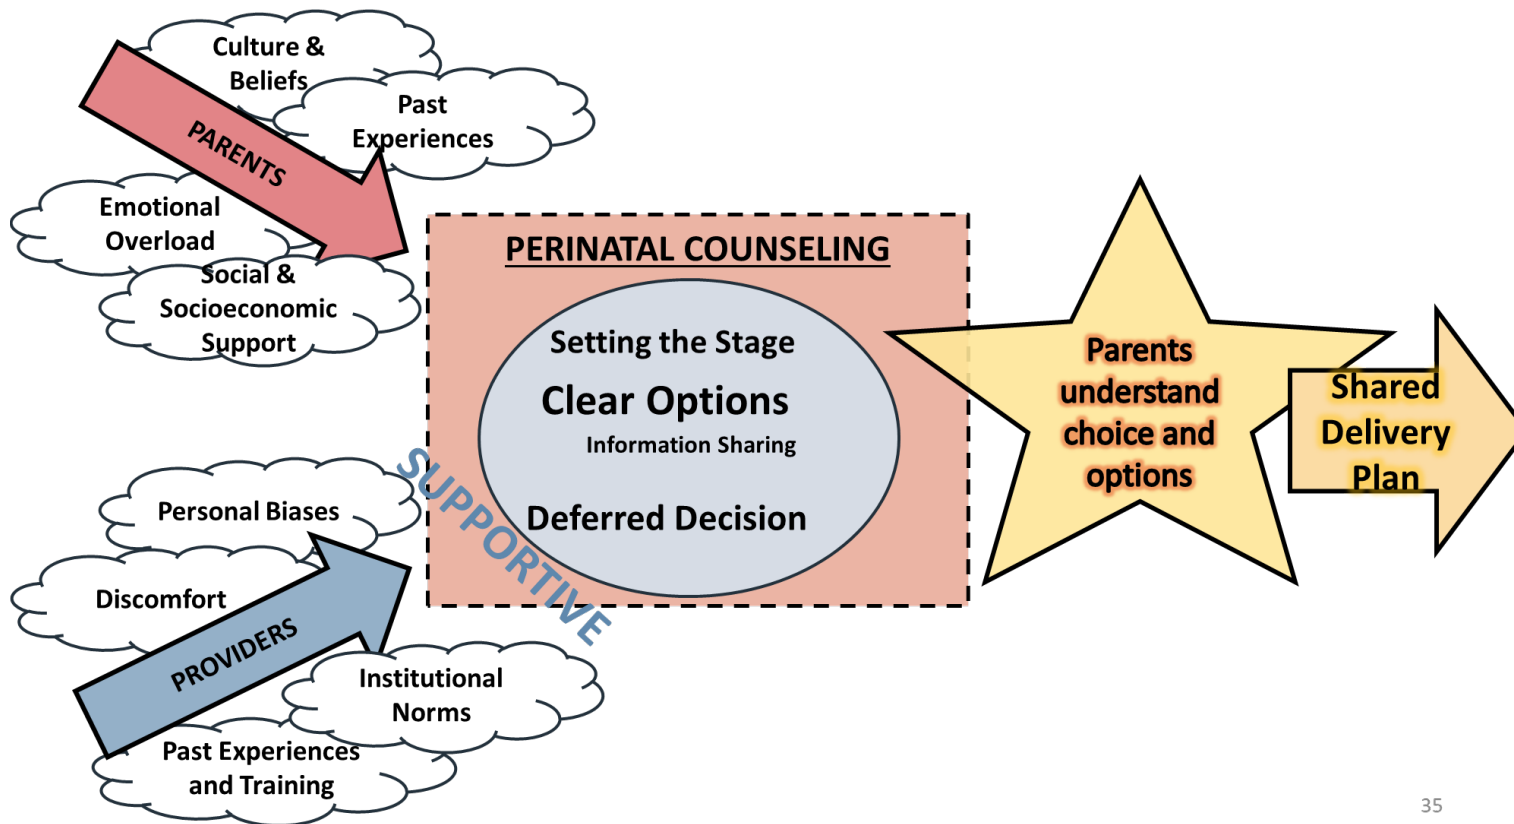 Culture &
Beliefs
Past
Experiences
PARENTS
Emotional
Overload
Social &
Socioeconomic
Support
PERINATAL COUNSELING
Setting the Stage
Clear Options
Information Sharing
Deferred Decision
SUPPORTIVE
Parents
understand
choice and
options
Shared
Delivery
Plan
Personal Biases
Discomfort
PROVIDERS
Institutional
Norms
Past Experiences
and Training
35